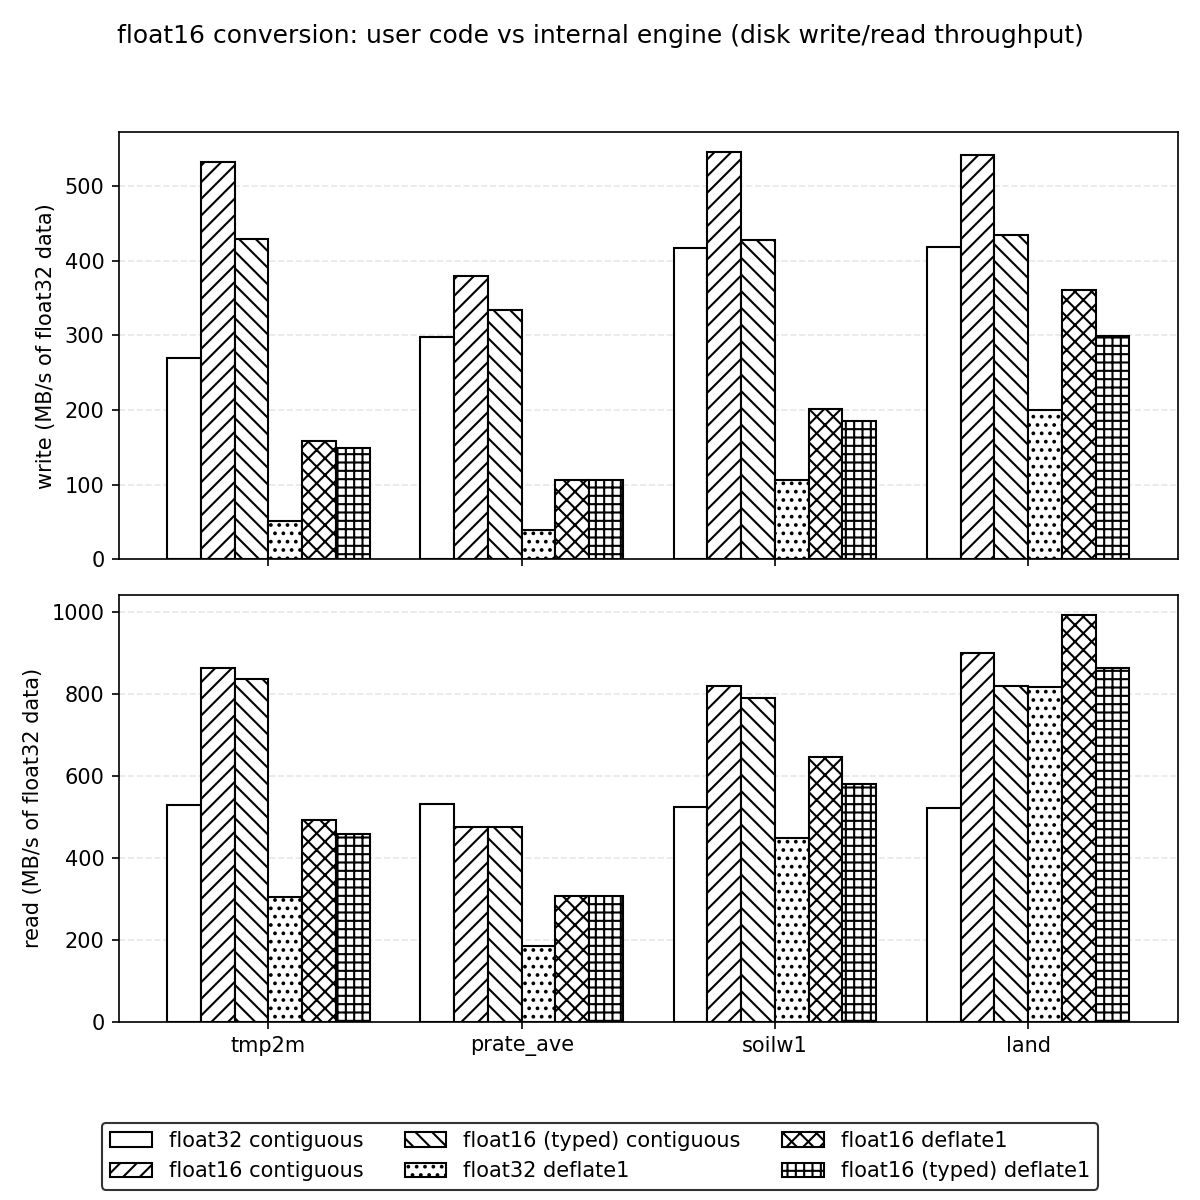 float16 conversion: user code vs internal engine (disk write/read throughput)
write (MB/s of float32 data)
500
400
300
200
100
0
read (MB/s of float32 data)
1000
800
600
400
200
0
tmp2m prate_ave soilw1 land
float32 contiguous float16 (typed) contiguous float16 deflate1
float16 contiguous float32 deflate1 float16 (typed) deflate1